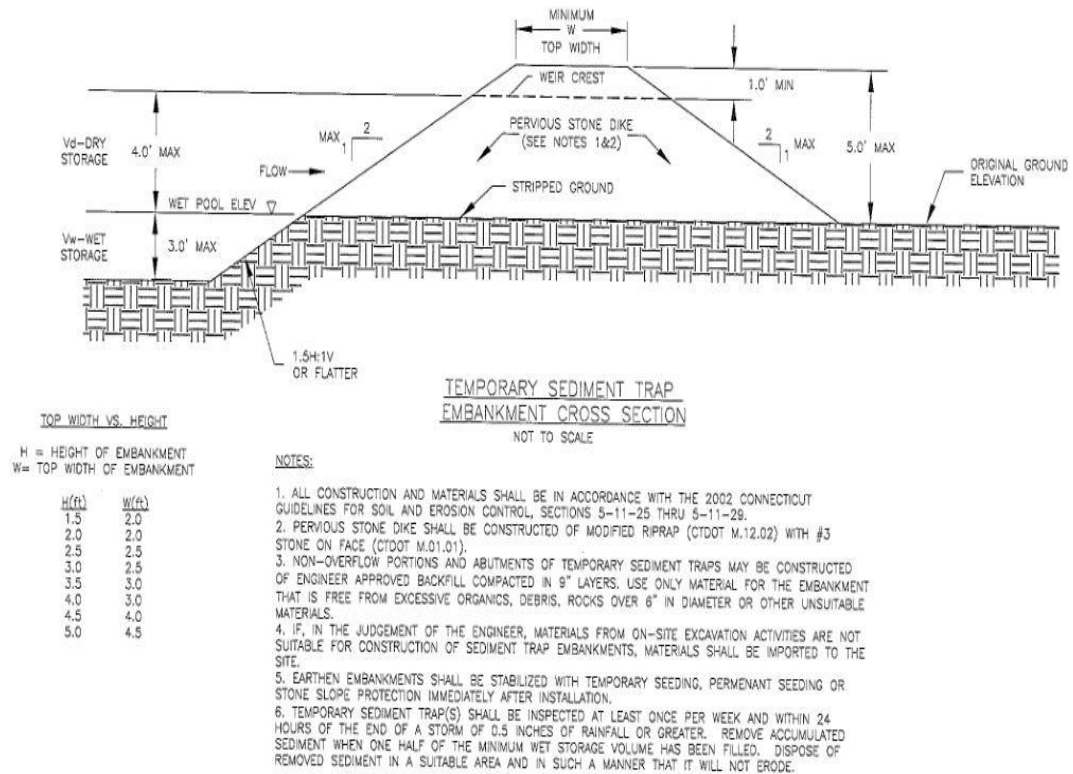 MINIMUM
W
TOP WIDTH
WEIR CREST
1.0' MIN
MAX 2
1
PERVIOUS STONE DIKE
(SEE NOTES 1&2)
2
1 MAX
5.0' MAX
Vd-DRY
STORAGE
4.0' MAX
FLOW
ORIGINAL GROUND
ELEVATION
STRIPPED GROUND
WET POOL ELEV
Vw-WET
STORAGE
3.0' MAX
1.5H:1V
OR FLATTER
TEMPORARY SEDIMENT TRAP
EMBANKMENT CROSS SECTION
NOT TO SCALE
TOP WIDTH VS. HEIGHT
H = HEIGHT OF EMBANKMENT
W= TOP WIDTH OF EMBANKMENT
H(ft) W(ft)
1.5 2.0
2.0 2.0
2.5 2.5
3.0 2.5
3.5 3.0
4.0 3.0
4.5 4.0
5.0 4.5
NOTES:
1. ALL CONSTRUCTION AND MATERIALS SHALL BE IN ACCORDANCE WITH THE 2002 CONNECTICUT
GUIDELINES FOR SOIL AND EROSION CONTROL, SECTIONS 5-11-25 THRU 5-11-29.
2. PERVIOUS STONE DIKE SHALL BE CONSTRUCTED OF MODIFIED RIPRAP (CTDOT M.12.02) WITH #3
STONE ON FACE (CTDOT M.01.01).
3. NON-OVERFLOW PORTIONS AND ABUTMENTS OF TEMPORARY SEDIMENT TRAPS MAY BE CONSTRUCTED
OF ENGINEER APPROVED BACKFILL COMPACTED IN 9" LAYERS. USE ONLY MATERIAL FOR THE EMBANKMENT
THAT IS FREE FROM EXCESSIVE ORGANICS, DEBRIS, ROCKS OVER 6" IN DIAMETER OR OTHER UNSUITABLE
MATERIALS.
4. IF, IN THE JUDGEMENT OF THE ENGINEER, MATERIALS FROM ON-SITE EXCAVATION ACTIVITIES ARE NOT
SUITABLE FOR CONSTRUCTION OF SEDIMENT TRAP EMBANKMENTS, MATERIALS SHALL BE IMPORTED TO THE
SITE.
5. EARTHEN EMBANKMENTS SHALL BE STABILIZED WITH TEMPORARY SEEDING, PERMENANT SEEDING OR
STONE SLOPE PROTECTION IMMEDIATELY AFTER INSTALLATION.
6. TEMPORARY SEDIMENT TRAP(S) SHALL BE INSPECTED AT LEAST ONCE PER WEEK AND WITHIN 24
HOURS OF THE END OF A STORM OF 0.5 INCHES OF RAINFALL OR GREATER. REMOVE ACCUMULATED
SEDIMENT WHEN ONE HALF OF THE MINIMUM WET STORAGE VOLUME HAS BEEN FILLED. DISPOSE OF
REMOVED SEDIMENT IN A SUITABLE AREA AND IN SUCH A MANNER THAT IT WILL NOT ERODE.